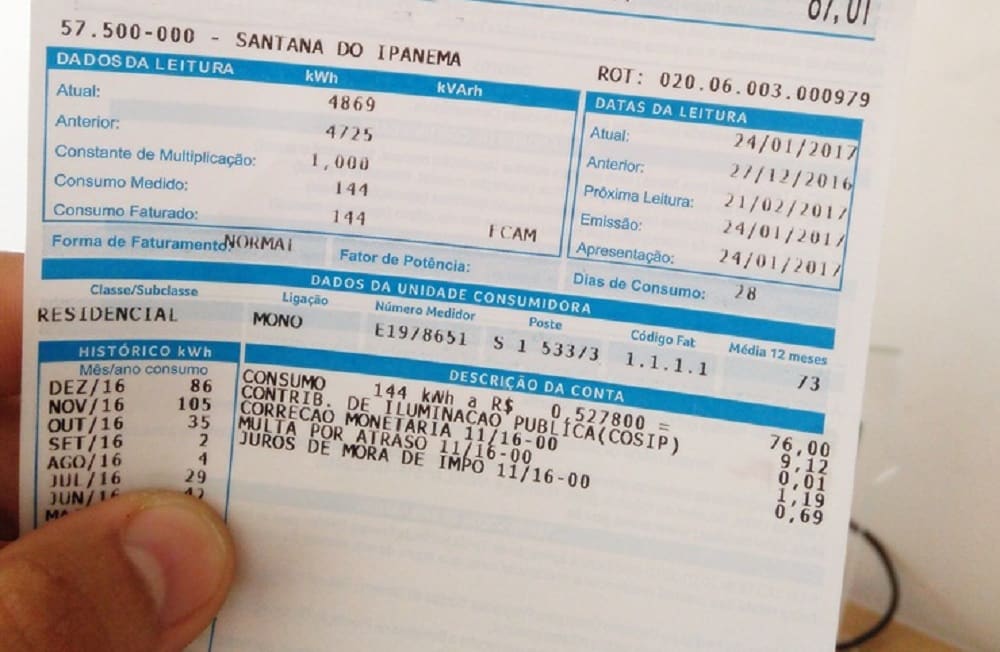 87,01
57.500-000 - SANTANA DO IPANEMA
ROT: 020.06.003.000979
DADOS DA LEITURA kWh kVArh
Atual: 4869
Anterior: 4725
Constante de Multiplicação: 1,000
Consumo Medido: 144
Consumo Faturado: 144
FCAM
DATAS DA LEITURA
Atual: 24/01/2017
Anterior: 27/12/2016
Próxima Leitura: 21/02/2017
Emissão: 24/01/2017
Apresentação: 24/01/2017
Forma de Faturamento: NORMAL
Fator de Potência:
Dias de Consumo: 28
DADOS DA UNIDADE CONSUMIDORA
Classe/Subclasse Ligação Número Medidor Poste Código Fat Média 12 meses
RESIDENCIAL MONO E1978651 S 1 53373 1.1.1.1 73
HISTÓRICO kWh
Mês/ano consumo
DEZ/16 86
NOV/16 105
OUT/16 35
SET/16 2
AGO/16 4
JUL/16 29
JUN/16 42
DESCRIÇÃO DA CONTA
CONSUMO 144 kWh a R$ 0,527800 = 76,00
CONTRIB. DE ILUMINACAO PUBLICA(COSIP) 9,12
CORRECAO MONETARIA 11/16-00 0,01
MULTA POR ATRASO 11/16-00 1,19
JUROS DE MORA DE IMPO 11/16-00 0,69